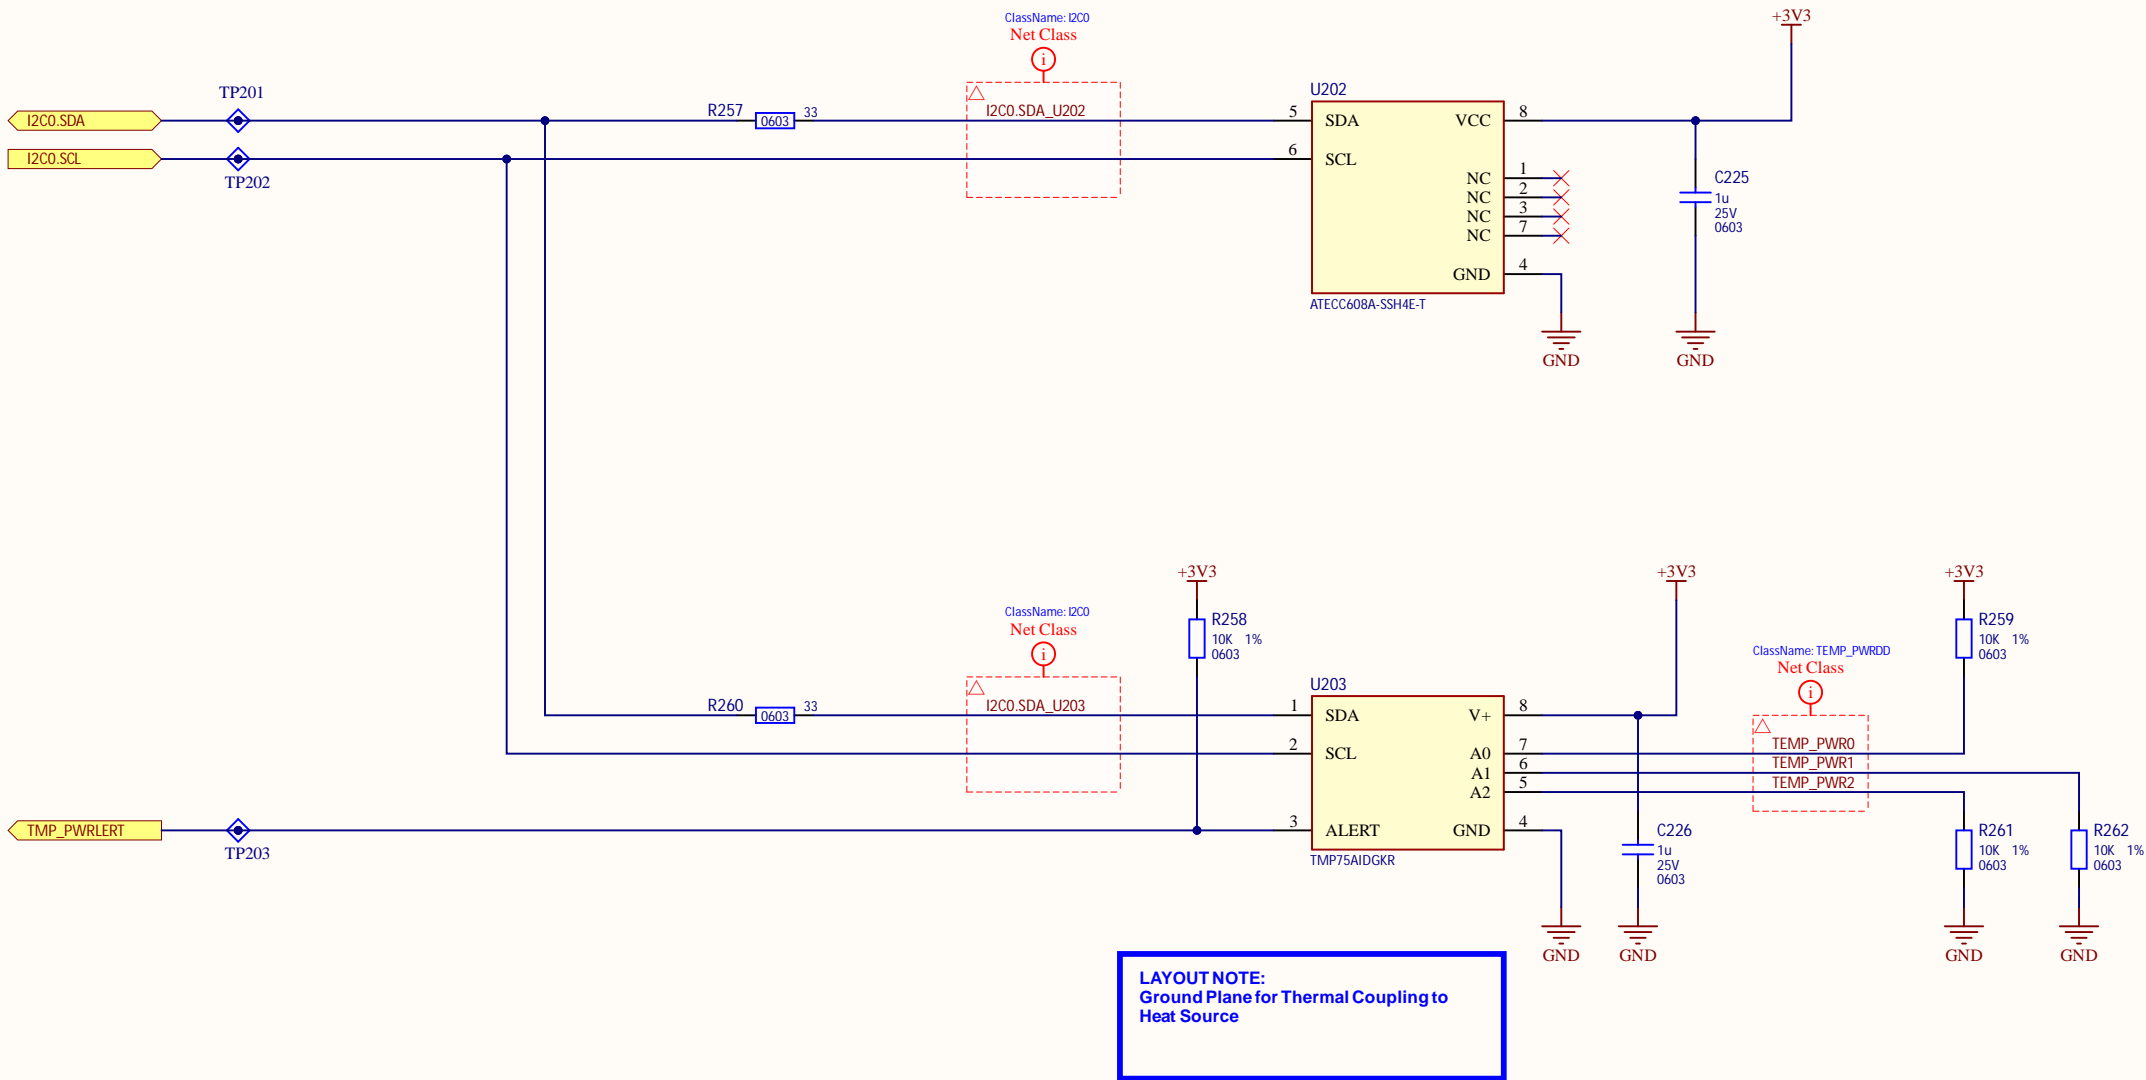 ClassName: I2C0
Net Class
i
+3V3
TP201
I2C0.SDA
R257
0603
33
I2C0.SDA_U202
U202
5
SDA
VCC
8
I2C0.SCL
TP202
6
SCL
NC
1
NC
2
NC
3
NC
7
GND
4
ATECC608A-SSH4E-T
C225
1u
25V
0603
GND
GND
+3V3
R258
10K 1%
0603
+3V3
+3V3
R259
10K 1%
0603
ClassName: I2C0
Net Class
i
ClassName: TEMP_PWRDD
Net Class
i
R260
0603
33
I2C0.SDA_U203
U203
1
SDA
V+
8
2
SCL
A0
7
TEMP_PWR0
A1
6
TEMP_PWR1
A2
5
TEMP_PWR2
TMP_PWRLERT
TP203
3
ALERT
GND
4
TMP75AIDGKR
C226
1u
25V
0603
R261
10K 1%
0603
R262
10K 1%
0603
GND
GND
GND
GND
LAYOUT NOTE:
Ground Plane for Thermal Coupling to
Heat Source